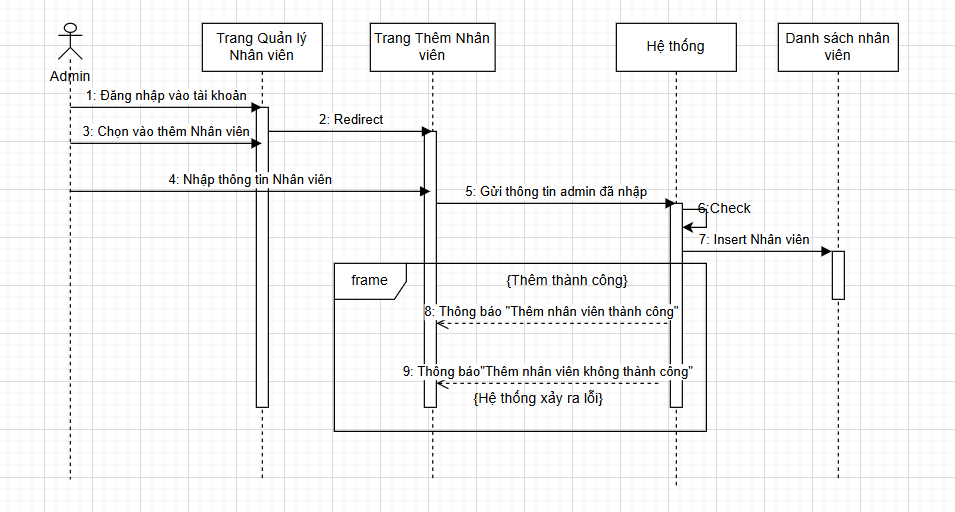 Trang Quản lý
Nhân viên
Trang Thêm Nhân
viên
Hệ thống
Danh sách nhân
viên
Admin
1: Đăng nhập vào tài khoản
2: Redirect
3: Chọn vào thêm Nhân viên
4: Nhập thông tin Nhân viên
5: Gửi thông tin admin đã nhập
6:Check
7: Insert Nhân viên
frame
{Thêm thành công}
8: Thông báo "Thêm nhân viên thành công"
9: Thông báo"Thêm nhân viên không thành công"
{Hệ thống xảy ra lỗi}